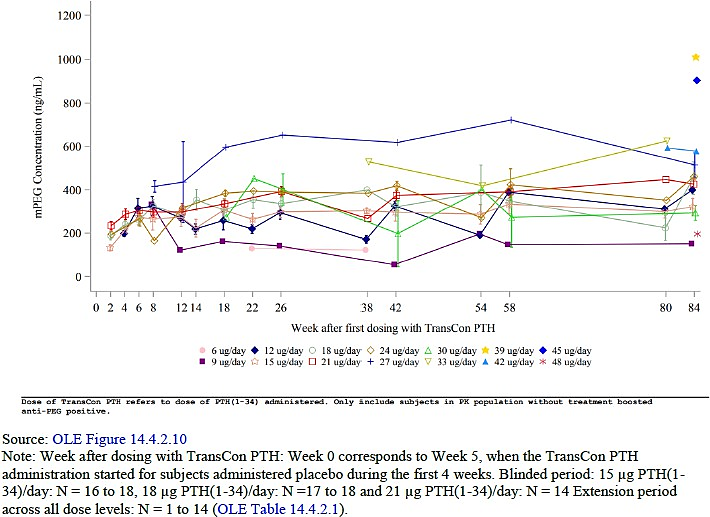 mPEG Concentration (ng/mL)
1200
1000
800
600
400
200
0
0 2 4 6 8 12 14 18 22 26 38 42 54 58 80 84
Week after first dosing with TransCon PTH
6 ug/day 12 ug/day 18 ug/day 24 ug/day 30 ug/day 39 ug/day 45 ug/day
9 ug/day 15 ug/day 21 ug/day 27 ug/day 33 ug/day 42 ug/day 48 ug/day
Dose of TransCon PTH refers to dose of PTH(1-34) administered. Only include subjects in PK population without treatment boosted
anti-PEG positive.
Source: OLE Figure 14.4.2.10
Note: Week after dosing with TransCon PTH: Week 0 corresponds to Week 5, when the TransCon PTH
administration started for subjects administered placebo during the first 4 weeks. Blinded period: 15 µg PTH(1-
34)/day: N = 16 to 18, 18 µg PTH(1-34)/day: N =17 to 18 and 21 µg PTH(1-34)/day: N = 14 Extension period
across all dose levels: N = 1 to 14 (OLE Table 14.4.2.1).